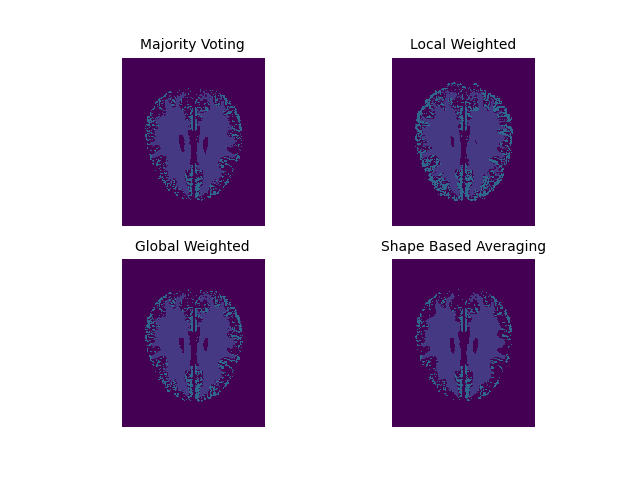 Majority Voting
Local Weighted
Global Weighted
Shape Based Averaging